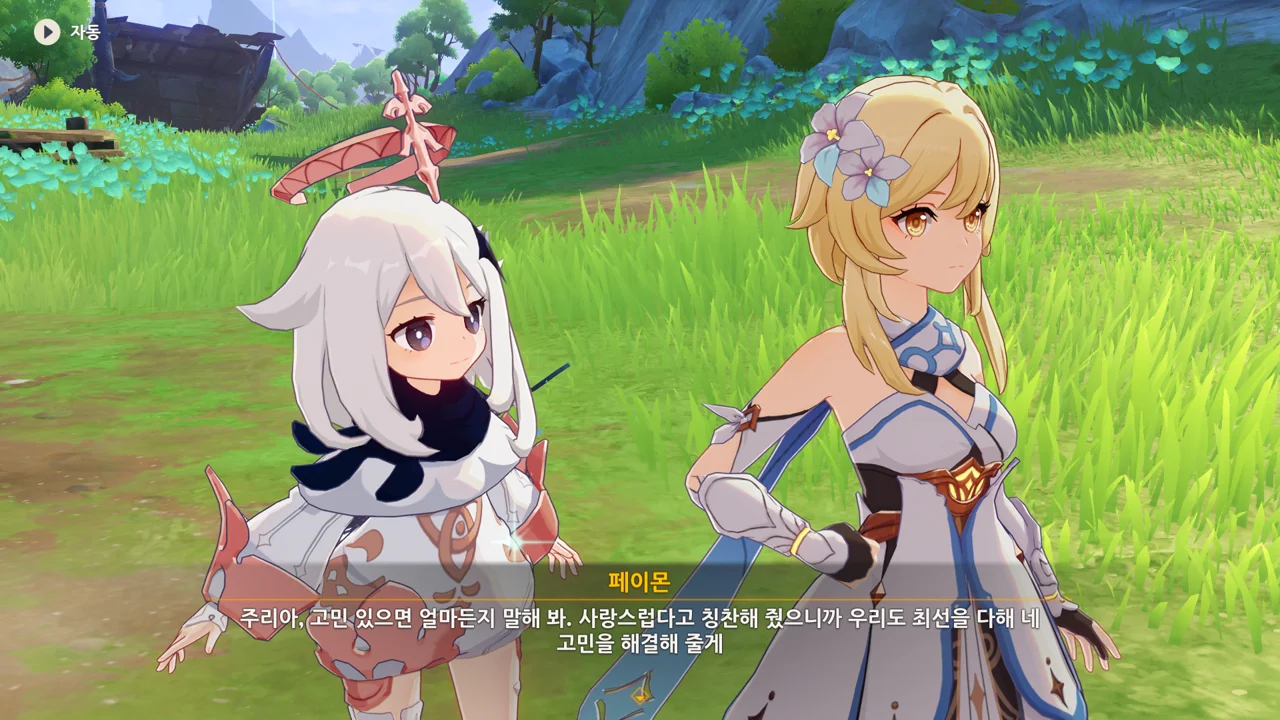 자동
페이몬
주리아, 고민 있으면 얼마든지 말해 봐. 사랑스럽다고 칭찬해 줬으니까 우리도 최선을 다해 네
고민을 해결해 줄게